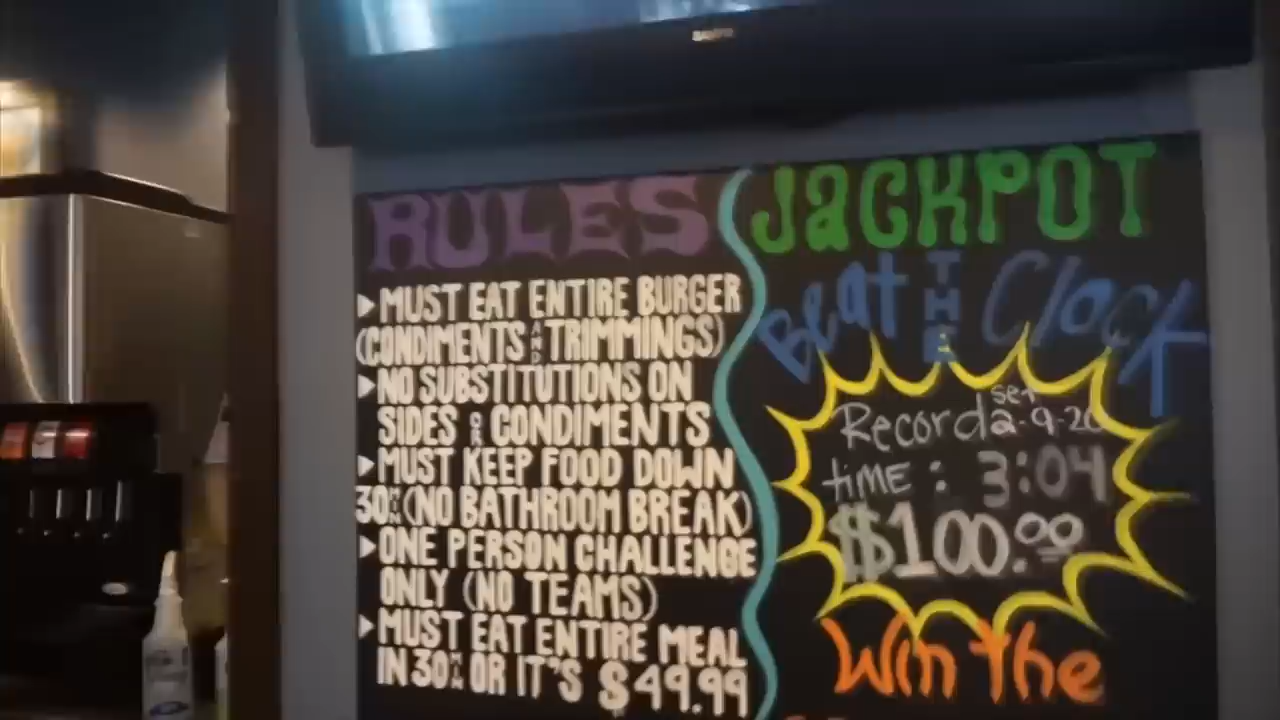 RULES
▸MUST EAT ENTIRE BURGER
(CONDIMENTS AND TRIMMINGS)
▸NO SUBSTITUTIONS ON
SIDES OR CONDIMENTS
▸MUST KEEP FOOD DOWN
30 (NO BATHROOM BREAK)
▸ONE PERSON CHALLENGE
ONLY (NO TEAMS)
▸MUST EAT ENTIRE MEAL
IN 30 OR IT'S $49.99
JACKPOT
Beat THE Clock
Record set 2-9-20
time: 3:04
$100.00
Win the